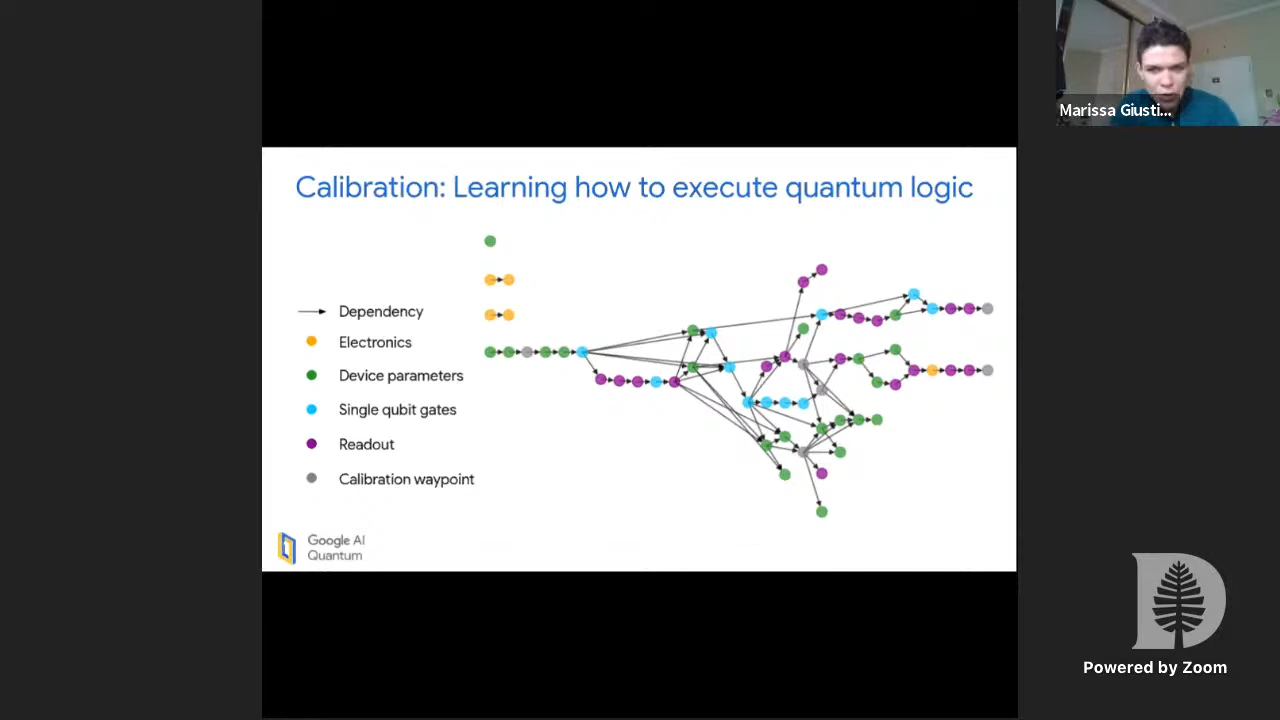 Marissa Giusti...
Calibration: Learning how to execute quantum logic
Dependency
Electronics
Device parameters
Single qubit gates
Readout
Calibration waypoint
Google AI
Quantum
D
Powered by Zoom